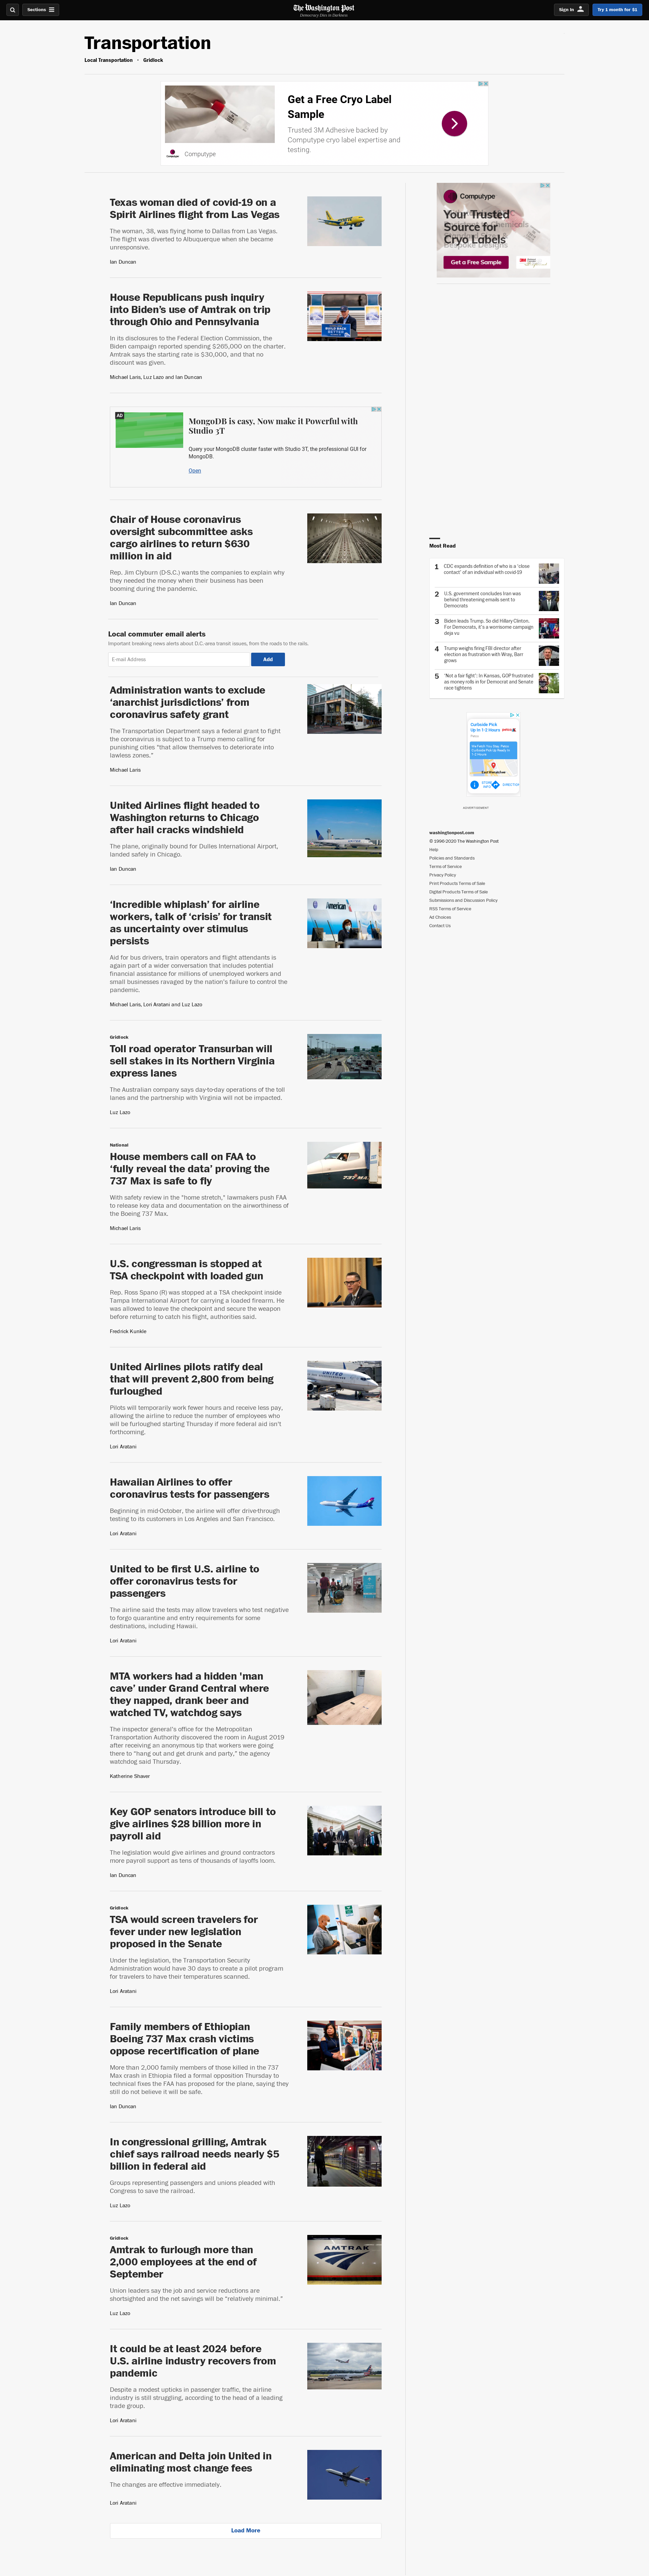 Sections
The Washington Post
Democracy Dies in Darkness
Sign In
Try 1 month for $1
Transportation
Local Transportation • Gridlock
Get a Free Cryo Label
Sample
Trusted 3M Adhesive backed by
Computype cryo label expertise and
testing.
Computype
Texas woman died of covid-19 on a
Spirit Airlines flight from Las Vegas
The woman, 38, was flying home to Dallas from Las Vegas.
The flight was diverted to Albuquerque when she became
unresponsive.
Ian Duncan
House Republicans push inquiry
into Biden's use of Amtrak on trip
through Ohio and Pennsylvania
In its disclosures to the Federal Election Commission, the
Biden campaign reported spending $265,000 on the charter.
Amtrak says the starting rate is $30,000, and that no
discount was given.
Michael Laris, Luz Lazo and Ian Duncan
AD
MongoDB is easy, Now make it Powerful with
Studio 3T
Query your MongoDB cluster faster with Studio 3T, the professional GUI for
MongoDB.
Open
Chair of House coronavirus
oversight subcommittee asks
cargo airlines to return $630
million in aid
Rep. Jim Clyburn (D-S.C.) wants the companies to explain why
they needed the money when their business has been
booming during the pandemic.
Ian Duncan
Local commuter email alerts
Important breaking news alerts about D.C.-area transit issues, from the roads to the rails.
E-mail Address
Add
Administration wants to exclude
‘anarchist jurisdictions’ from
coronavirus safety grant
The Transportation Department says a federal grant to fight
the coronavirus is subject to a Trump memo calling for
punishing cities “that allow themselves to deteriorate into
lawless zones.”
Michael Laris
United Airlines flight headed to
Washington returns to Chicago
after hail cracks windshield
The plane, originally bound for Dulles International Airport,
landed safely in Chicago.
Ian Duncan
‘Incredible whiplash’ for airline
workers, talk of ‘crisis’ for transit
as uncertainty over stimulus
persists
Aid for bus drivers, train operators and flight attendants is
again part of a wider conversation that includes potential
financial assistance for millions of unemployed workers and
small businesses ravaged by the nation's failure to control the
pandemic.
Michael Laris, Lori Aratani and Luz Lazo
Gridlock
Toll road operator Transurban will
sell stakes in its Northern Virginia
express lanes
The Australian company says day-to-day operations of the toll
lanes and the partnership with Virginia will not be impacted.
Luz Lazo
National
House members call on FAA to
‘fully reveal the data’ proving the
737 Max is safe to fly
With safety review in the “home stretch,” lawmakers push FAA
to release key data and documentation on the airworthiness of
the Boeing 737 Max.
Michael Laris
U.S. congressman is stopped at
TSA checkpoint with loaded gun
Rep. Ross Spano (R) was stopped at a TSA checkpoint inside
Tampa International Airport for carrying a loaded firearm. He
was allowed to leave the checkpoint and secure the weapon
before returning to catch his flight, authorities said.
Fredrick Kunkle
United Airlines pilots ratify deal
that will prevent 2,800 from being
furloughed
Pilots will temporarily work fewer hours and receive less pay,
allowing the airline to reduce the number of employees who
will be furloughed starting Thursday if more federal aid isn't
forthcoming.
Lori Aratani
Hawaiian Airlines to offer
coronavirus tests for passengers
Beginning in mid-October, the airline will offer drive-through
testing to its customers in Los Angeles and San Francisco.
Lori Aratani
United to be first U.S. airline to
offer coronavirus tests for
passengers
The airline said the tests may allow travelers who test negative
to forgo quarantine and entry requirements for some
destinations, including Hawaii.
Lori Aratani
MTA workers had a hidden 'man
cave’ under Grand Central where
they napped, drank beer and
watched TV, watchdog says
The inspector general's office for the Metropolitan
Transportation Authority discovered the room in August 2019
after receiving an anonymous tip that workers were going
there to “hang out and get drunk and party,” the agency
watchdog said Thursday.
Katherine Shaver
Key GOP senators introduce bill to
give airlines $28 billion more in
payroll aid
The legislation would give airlines and ground contractors
more payroll support as tens of thousands of layoffs loom.
Ian Duncan
Gridlock
TSA would screen travelers for
fever under new legislation
proposed in the Senate
Under the legislation, the Transportation Security
Administration would have 30 days to create a pilot program
for travelers to have their temperatures scanned.
Lori Aratani
Family members of Ethiopian
Boeing 737 Max crash victims
oppose recertification of plane
More than 2,000 family members of those killed in the 737
Max crash in Ethiopia filed a formal opposition Thursday to
technical fixes the FAA has proposed for the plane, saying they
still do not believe it will be safe.
Ian Duncan
In congressional grilling, Amtrak
chief says railroad needs nearly $5
billion in federal aid
Groups representing passengers and unions pleaded with
Congress to save the railroad.
Luz Lazo
Gridlock
Amtrak to furlough more than
2,000 employees at the end of
September
Union leaders say the job and service reductions are
shortsighted and the net savings will be “relatively minimal.”
Luz Lazo
AMTRAK
It could be at least 2024 before
U.S. airline industry recovers from
pandemic
Despite a modest upticks in passenger traffic, the airline
industry is still struggling, according to the head of a leading
trade group.
Lori Aratani
American and Delta join United in
eliminating most change fees
The changes are effective immediately.
Lori Aratani
Load More
Computype
Your Trusted
Source for
Cryo Labels
Get a Free Sample
Most Read
1 CDC expands definition of who is a ‘close
contact’ of an individual with covid-19
2 U.S. government concludes Iran was
behind threatening emails sent to
Democrats
3 Biden leads Trump. So did Hillary Clinton.
For Democrats, it's a worrisome campaign
deja vu
4 Trump weighs firing FBI director after
election as frustration with Wray, Barr
grows
5 ‘Not a fair fight’: In Kansas, GOP frustrated
as money rolls in for Democrat and Senate
race tightens
Curbside Pick
Up In 1-2 Hours
East Wenatchee
STORE
INFO
DIRECTIONS
ADVERTISEMENT
washingtonpost.com
© 1996-2020 The Washington Post
Help
Policies and Standards
Terms of Service
Privacy Policy
Print Products Terms of Sale
Digital Products Terms of Sale
Submissions and Discussion Policy
RSS Terms of Service
Ad Choices
Contact Us